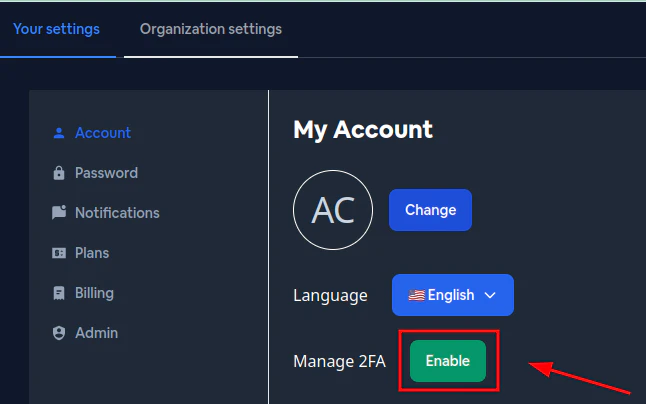 Your settings
Organization settings
Account
Password
Notifications
Plans
Billing
Admin
My Account
AC
Change
Language
English
Manage 2FA
Enable